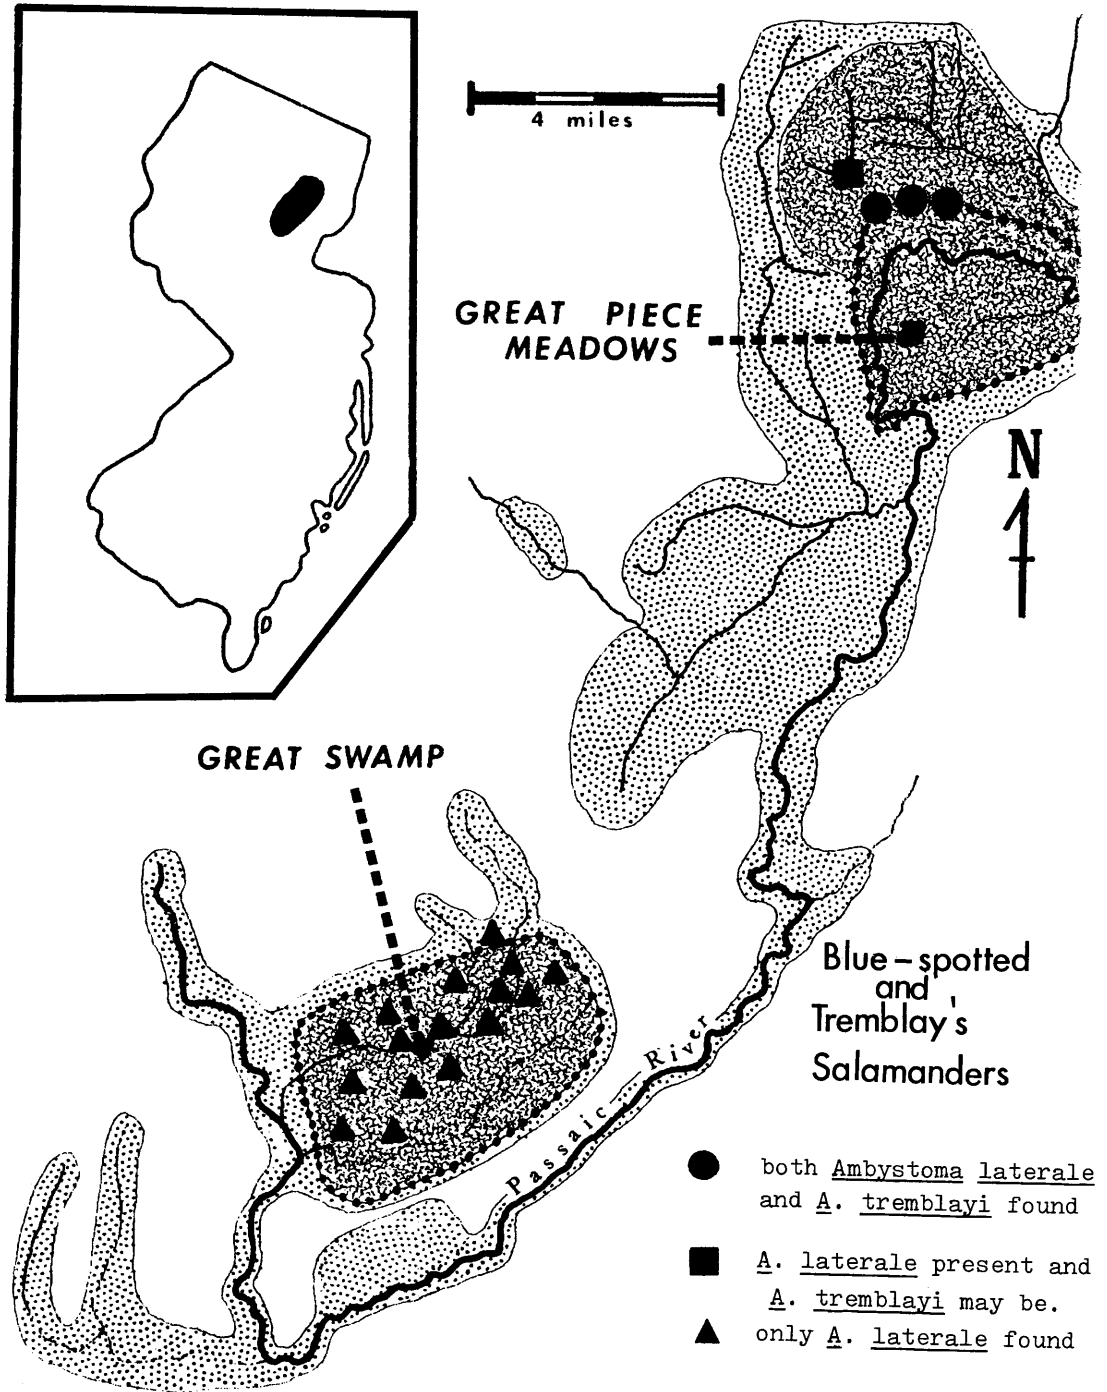 4 miles
GREAT PIECE
MEADOWS
N
GREAT SWAMP
Passaic River
Blue-spotted
and
Tremblay's
Salamanders
both Ambystoma laterale
and A. tremblayi found
A. laterale present and
A. tremblayi may be.
only A. laterale found